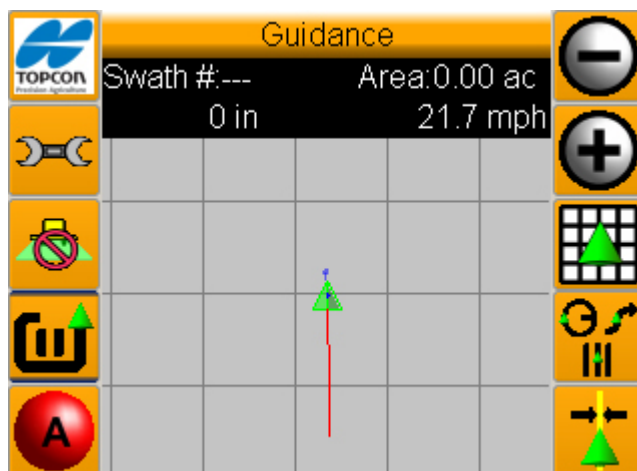 Guidance
TOPCON
Precision Agriculture
Swath #:---
Area:0.00 ac
0 in
21.7 mph
A